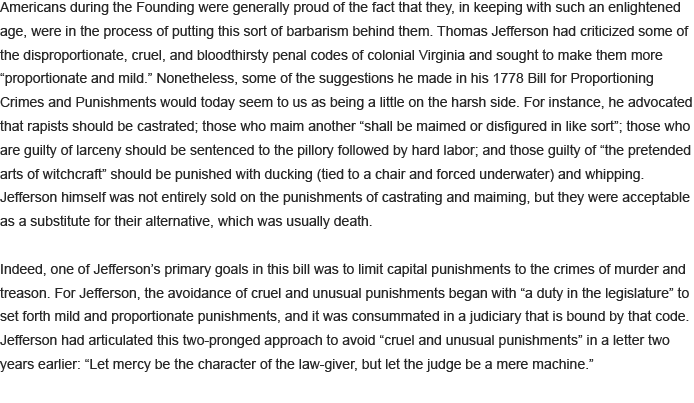 Americans during the Founding were generally proud of the fact that they, in keeping with such an enlightened
age, were in the process of putting this sort of barbarism behind them. Thomas Jefferson had criticized some of
the disproportionate, cruel, and bloodthirsty penal codes of colonial Virginia and sought to make them more
“proportionate and mild.” Nonetheless, some of the suggestions he made in his 1778 Bill for Proportioning
Crimes and Punishments would today seem to us as being a little on the harsh side. For instance, he advocated
that rapists should be castrated; those who maim another “shall be maimed or disfigured in like sort”; those who
are guilty of larceny should be sentenced to the pillory followed by hard labor; and those guilty of “the pretended
arts of witchcraft” should be punished with ducking (tied to a chair and forced underwater) and whipping.
Jefferson himself was not entirely sold on the punishments of castrating and maiming, but they were acceptable
as a substitute for their alternative, which was usually death.
Indeed, one of Jefferson’s primary goals in this bill was to limit capital punishments to the crimes of murder and
treason. For Jefferson, the avoidance of cruel and unusual punishments began with “a duty in the legislature” to
set forth mild and proportionate punishments, and it was consummated in a judiciary that is bound by that code.
Jefferson had articulated this two-pronged approach to avoid “cruel and unusual punishments” in a letter two
years earlier: “Let mercy be the character of the law-giver, but let the judge be a mere machine.”